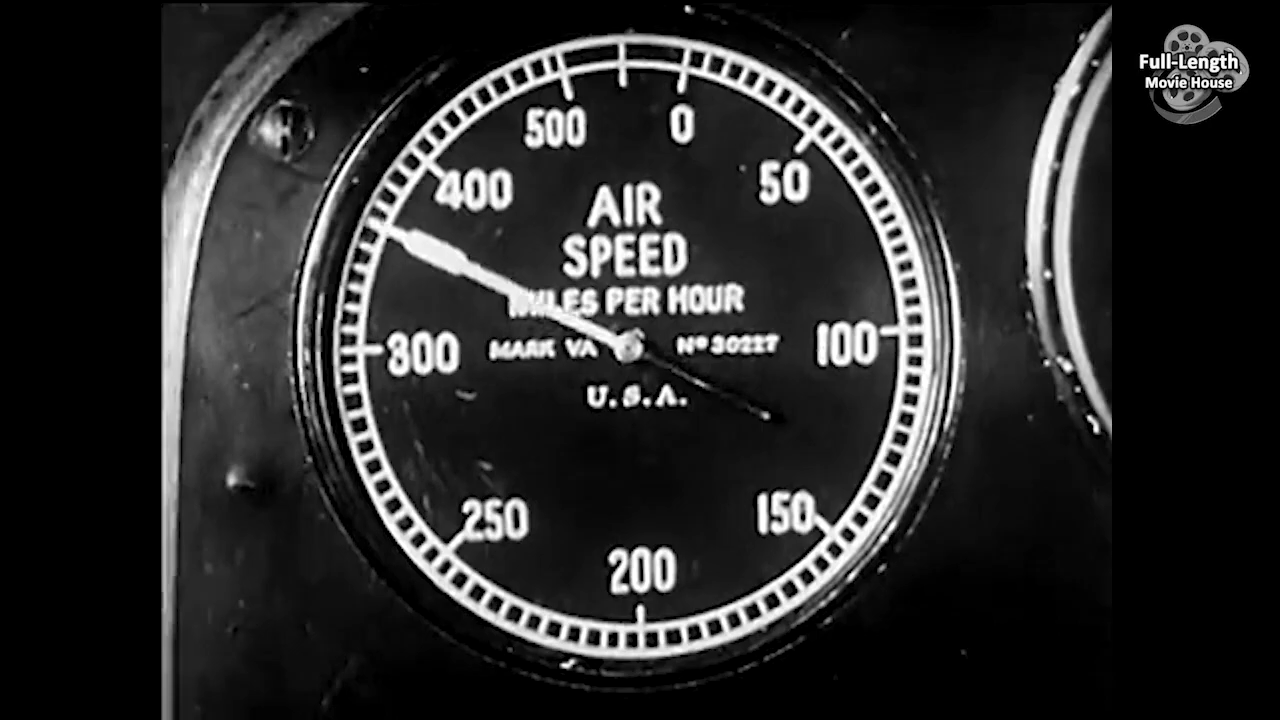 500 0
400 50
AIR
SPEED
MILES PER HOUR
300 MARK VA Nº 30227 100
U.S.A.
250 150
200
Full-Length
Movie House